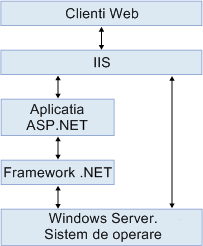 Clienti Web
IIS
Aplicatia
ASP.NET
Framework .NET
Windows Server.
Sistem de operare